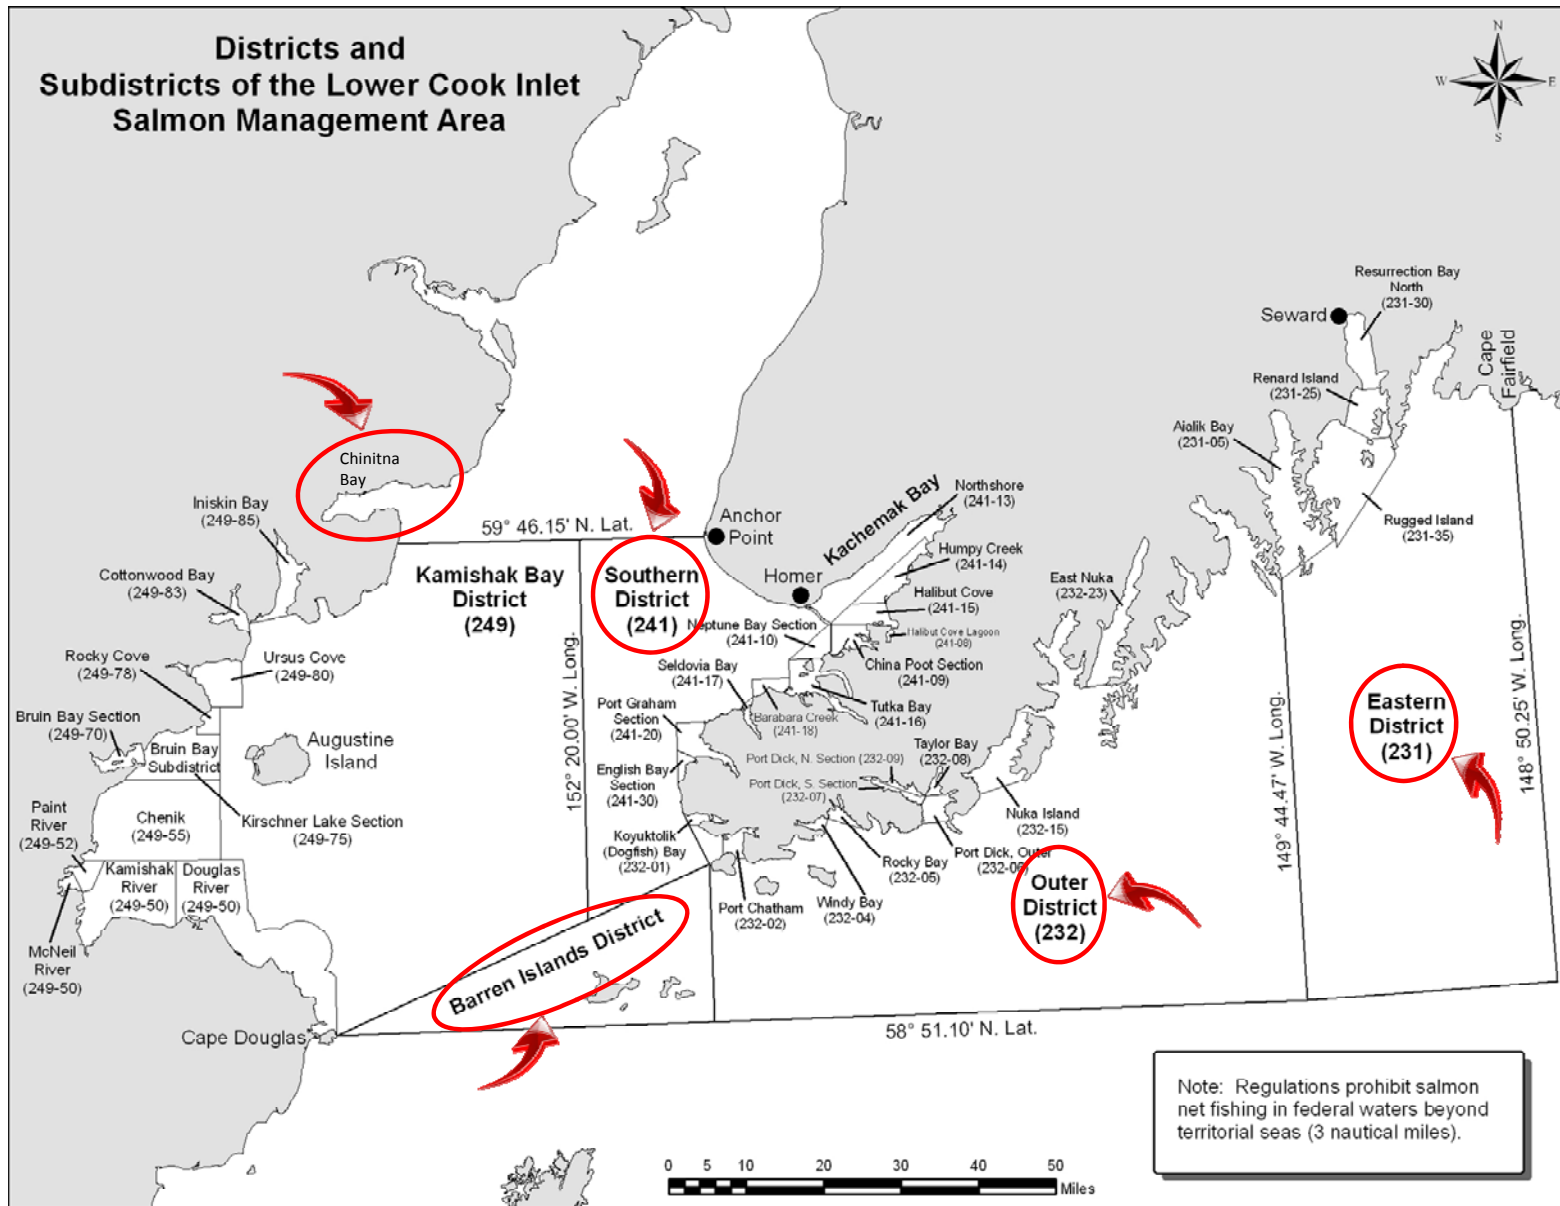 Districts and
Subdistricts of the Lower Cook Inlet
Salmon Management Area
N
W
E
S
Resurrection Bay
North
(231-30)
Seward
Cape
Fairfield
Renard Island
(231-25)
Aialik Bay
(231-05)
Rugged Island
(231-35)
Chinitna
Bay
Iniskin Bay
(249-85)
59° 46.15' N. Lat.
Anchor
Point
Kachemak Bay
Northshore
(241-13)
Humpy Creek
(241-14)
Halibut Cove
(241-15)
Halibut Cove Lagoon
(241-08)
Homer
East Nuka
(232-23)
Cottonwood Bay
(249-83)
Kamishak Bay
District
(249)
Southern
District
(241)
Neptune Bay Section
(241-10)
China Poot Section
(241-09)
Rocky Cove
(249-78)
Ursus Cove
(249-80)
Seldovia Bay
(241-17)
Tutka Bay
(241-16)
Barabara Creek
(241-18)
Port Graham
Section
(241-20)
Bruin Bay Section
(249-70)
Bruin Bay
Subdistrict
Augustine
Island
152° 20.00' W. Long.
English Bay
Section
(241-30)
Port Dick, N. Section (232-09)
Port Dick, S. Section
(232-07)
Taylor Bay
(232-08)
Nuka Island
(232-15)
149° 44.47' W. Long.
Eastern
District
(231)
148° 50.25' W. Long.
Paint
River
(249-52)
Chenik
(249-55)
Kirschner Lake Section
(249-75)
Koyuktolik
(Dogfish) Bay
(232-01)
Rocky Bay
(232-05)
Port Dick, Outer
(232-06)
Kamishak
River
(249-50)
Douglas
River
(249-50)
Port Chatham
(232-02)
Windy Bay
(232-04)
Outer
District
(232)
McNeil
River
(249-50)
Barren Islands District
Cape Douglas
58° 51.10' N. Lat.
Note: Regulations prohibit salmon
net fishing in federal waters beyond
territorial seas (3 nautical miles).
0 5 10 20 30 40 50
Miles